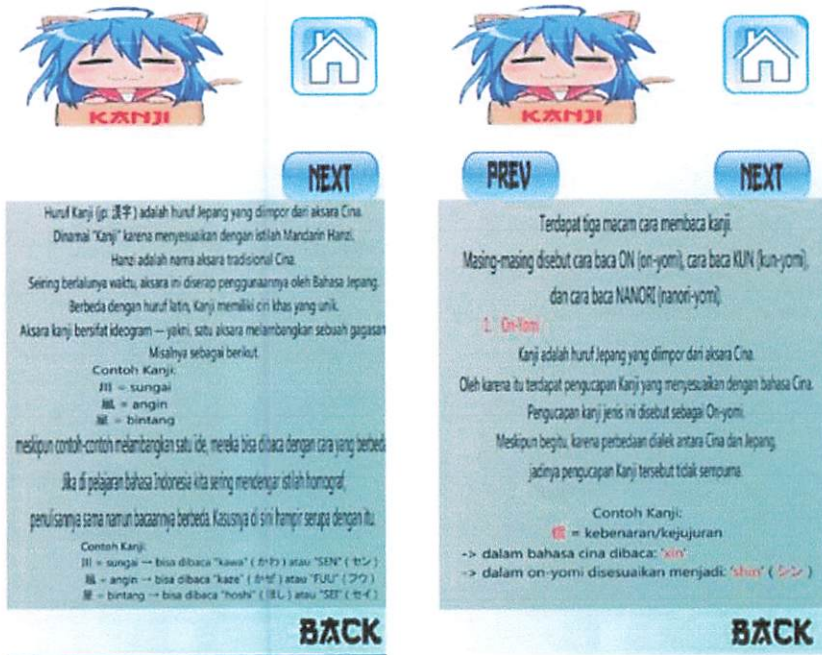 KANJI
NEXT
Huruf Kanji (jp: 漢字) adalah huruf Jepang yang diimpor dari aksara Cina.
Dinamai "Kanji" karena menyesuaikan dengan istilah Mandarin Hanzi.
Hanzi adalah nama aksara tradisional Cina.
Seiring berlalunya waktu, aksara ini diserap penggunaannya oleh Bahasa Jepang.
Berbeda dengan huruf latin, Kanji memiliki ciri khas yang unik.
Aksara kanji bersifat ideogram — yakni, satu aksara melambangkan sebuah gagasan
Misalnya sebagai berikut.
Contoh Kanji:
川 = sungai
風 = angin
星 = bintang
meskipun contoh-contoh melambangkan satu ide, mereka bisa dibaca dengan cara yang berbeda
Jika di pelajaran bahasa Indonesia kita sering mendengar istilah homograf,
penulisannya sama namun bacaannya berbeda. Kasusnya di sini hampir serupa dengan itu.
Contoh Kanji:
川 = sungai → bisa dibaca "kawa" ( かわ ) atau "SEN" ( セン )
風 = angin → bisa dibaca "kaze" ( かぜ ) atau "FUU" ( フウ )
星 = bintang → bisa dibaca "hoshi" ( ほし ) atau "SEI" ( セイ )
BACK
KANJI
PREV
NEXT
Terdapat tiga macam cara membaca kanji.
Masing-masing disebut cara baca ON (on-yomi), cara baca KUN (kun-yomi),
dan cara baca NANORI (nanori-yomi).
1. On-Yomi
Kanji adalah huruf Jepang yang diimpor dari aksara Cina.
Oleh karena itu terdapat pengucapan Kanji yang menyesuaikan dengan bahasa Cina.
Pengucapan kanji jenis ini disebut sebagai On-yomi.
Meskipun begitu, karena perbedaan dialek antara Cina dan Jepang,
jadinya pengucapan Kanji tersebut tidak sempurna.
Contoh Kanji:
信 = kebenaran/kejujuran
-> dalam bahasa cina dibaca: 'xin'
-> dalam on-yomi disesuaikan menjadi: 'shin' ( シン )
BACK